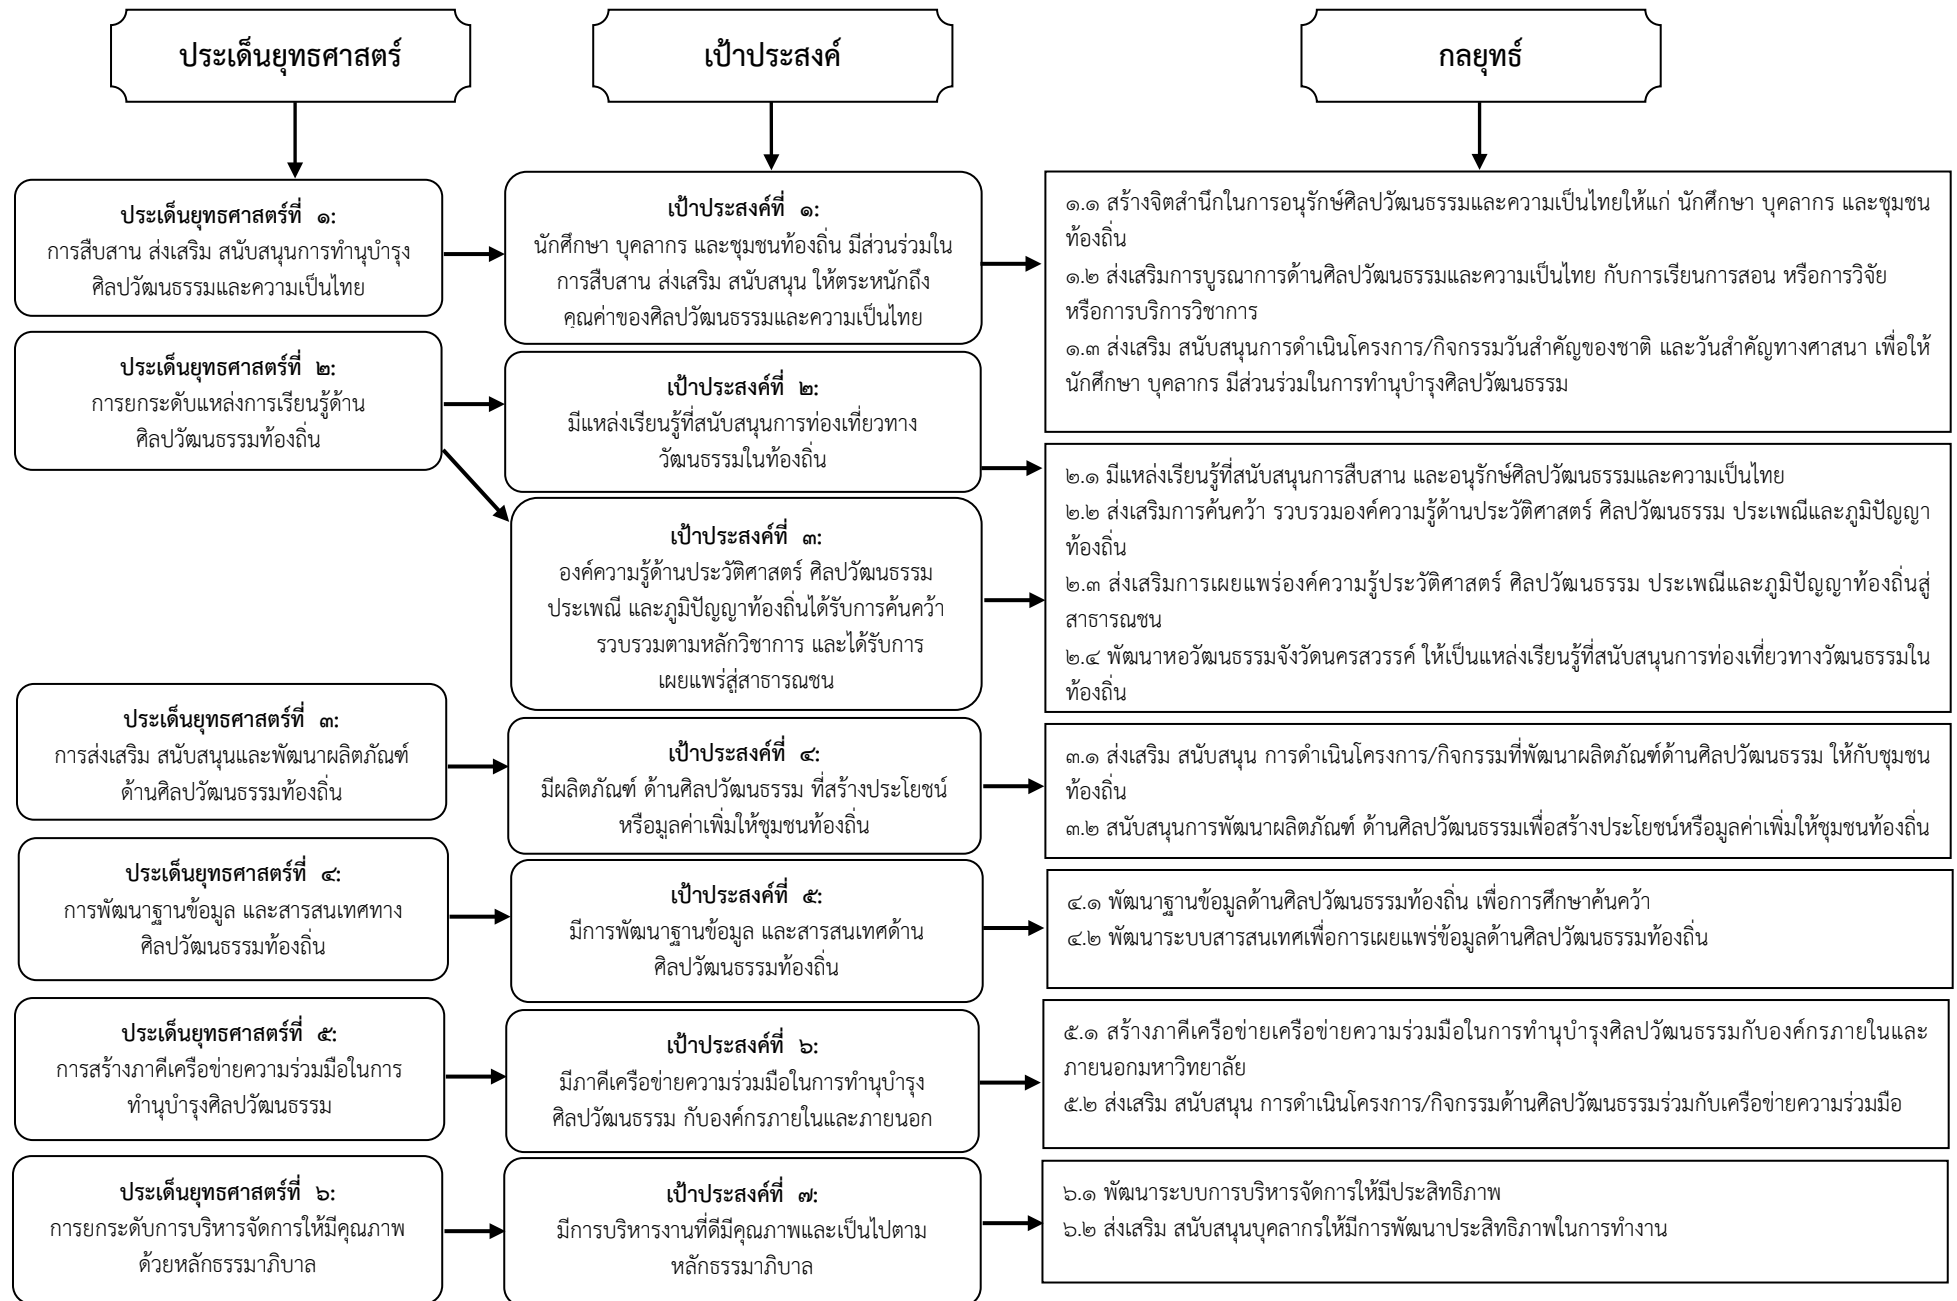 ประเด็นยุทธศาสตร์
เป้าประสงค์
กลยุทธ์
ประเด็นยุทธศาสตร์ที่ ๑:
การสืบสาน ส่งเสริม สนับสนุนการทำนุบำรุง
ศิลปวัฒนธรรมและความเป็นไทย
เป้าประสงค์ที่ ๑:
นักศึกษา บุคลากร และชุมชนท้องถิ่น มีส่วนร่วมใน
การสืบสาน ส่งเสริม สนับสนุน ให้ตระหนักถึง
คุณค่าของศิลปวัฒนธรรมและความเป็นไทย
๑.๑ สร้างจิตสำนึกในการอนุรักษ์ศิลปวัฒนธรรมและความเป็นไทยให้แก่ นักศึกษา บุคลากร และชุมชน
ท้องถิ่น
๑.๒ ส่งเสริมการบูรณาการด้านศิลปวัฒนธรรมและความเป็นไทย กับการเรียนการสอน หรือการวิจัย
หรือการบริการวิชาการ
๑.๓ ส่งเสริม สนับสนุนการดำเนินโครงการ/กิจกรรมวันสำคัญของชาติ และวันสำคัญทางศาสนา เพื่อให้
นักศึกษา บุคลากร มีส่วนร่วมในการทำนุบำรุงศิลปวัฒนธรรม
ประเด็นยุทธศาสตร์ที่ ๒:
การยกระดับแหล่งการเรียนรู้ด้าน
ศิลปวัฒนธรรมท้องถิ่น
เป้าประสงค์ที่ ๒:
มีแหล่งเรียนรู้ที่สนับสนุนการท่องเที่ยวทาง
วัฒนธรรมในท้องถิ่น
เป้าประสงค์ที่ ๓:
องค์ความรู้ด้านประวัติศาสตร์ ศิลปวัฒนธรรม
ประเพณี และภูมิปัญญาท้องถิ่นได้รับการค้นคว้า
รวบรวมตามหลักวิชาการ และได้รับการ
เผยแพร่สู่สาธารณชน
๒.๑ มีแหล่งเรียนรู้ที่สนับสนุนการสืบสาน และอนุรักษ์ศิลปวัฒนธรรมและความเป็นไทย
๒.๒ ส่งเสริมการค้นคว้า รวบรวมองค์ความรู้ด้านประวัติศาสตร์ ศิลปวัฒนธรรม ประเพณีและภูมิปัญญา
ท้องถิ่น
๒.๓ ส่งเสริมการเผยแพร่องค์ความรู้ประวัติศาสตร์ ศิลปวัฒนธรรม ประเพณีและภูมิปัญญาท้องถิ่นสู่
สาธารณชน
๒.๔ พัฒนาหอวัฒนธรรมจังวัดนครสวรรค์ ให้เป็นแหล่งเรียนรู้ที่สนับสนุนการท่องเที่ยวทางวัฒนธรรมใน
ท้องถิ่น
ประเด็นยุทธศาสตร์ที่ ๓:
การส่งเสริม สนับสนุนและพัฒนาผลิตภัณฑ์
ด้านศิลปวัฒนธรรมท้องถิ่น
เป้าประสงค์ที่ ๔:
มีผลิตภัณฑ์ ด้านศิลปวัฒนธรรม ที่สร้างประโยชน์
หรือมูลค่าเพิ่มให้ชุมชนท้องถิ่น
๓.๑ ส่งเสริม สนับสนุน การดำเนินโครงการ/กิจกรรมที่พัฒนาผลิตภัณฑ์ด้านศิลปวัฒนธรรม ให้กับชุมชน
ท้องถิ่น
๓.๒ สนับสนุนการพัฒนาผลิตภัณฑ์ ด้านศิลปวัฒนธรรมเพื่อสร้างประโยชน์หรือมูลค่าเพิ่มให้ชุมชนท้องถิ่น
ประเด็นยุทธศาสตร์ที่ ๔:
การพัฒนาฐานข้อมูล และสารสนเทศทาง
ศิลปวัฒนธรรมท้องถิ่น
เป้าประสงค์ที่ ๕:
มีการพัฒนาฐานข้อมูล และสารสนเทศด้าน
ศิลปวัฒนธรรมท้องถิ่น
๔.๑ พัฒนาฐานข้อมูลด้านศิลปวัฒนธรรมท้องถิ่น เพื่อการศึกษาค้นคว้า
๔.๒ พัฒนาระบบสารสนเทศเพื่อการเผยแพร่ข้อมูลด้านศิลปวัฒนธรรมท้องถิ่น
ประเด็นยุทธศาสตร์ที่ ๕:
การสร้างภาคีเครือข่ายความร่วมมือในการ
ทำนุบำรุงศิลปวัฒนธรรม
เป้าประสงค์ที่ ๖:
มีภาคีเครือข่ายความร่วมมือในการทำนุบำรุง
ศิลปวัฒนธรรม กับองค์กรภายในและภายนอก
๕.๑ สร้างภาคีเครือข่ายเครือข่ายความร่วมมือในการทำนุบำรุงศิลปวัฒนธรรมกับองค์กรภายในและ
ภายนอกมหาวิทยาลัย
๕.๒ ส่งเสริม สนับสนุน การดำเนินโครงการ/กิจกรรมด้านศิลปวัฒนธรรมร่วมกับเครือข่ายความร่วมมือ
ประเด็นยุทธศาสตร์ที่ ๖:
การยกระดับการบริหารจัดการให้มีคุณภาพ
ด้วยหลักธรรมาภิบาล
เป้าประสงค์ที่ ๗:
มีการบริหารงานที่ดีมีคุณภาพและเป็นไปตาม
หลักธรรมาภิบาล
๖.๑ พัฒนาระบบการบริหารจัดการให้มีประสิทธิภาพ
๖.๒ ส่งเสริม สนับสนุนบุคลากรให้มีการพัฒนาประสิทธิภาพในการทำงาน